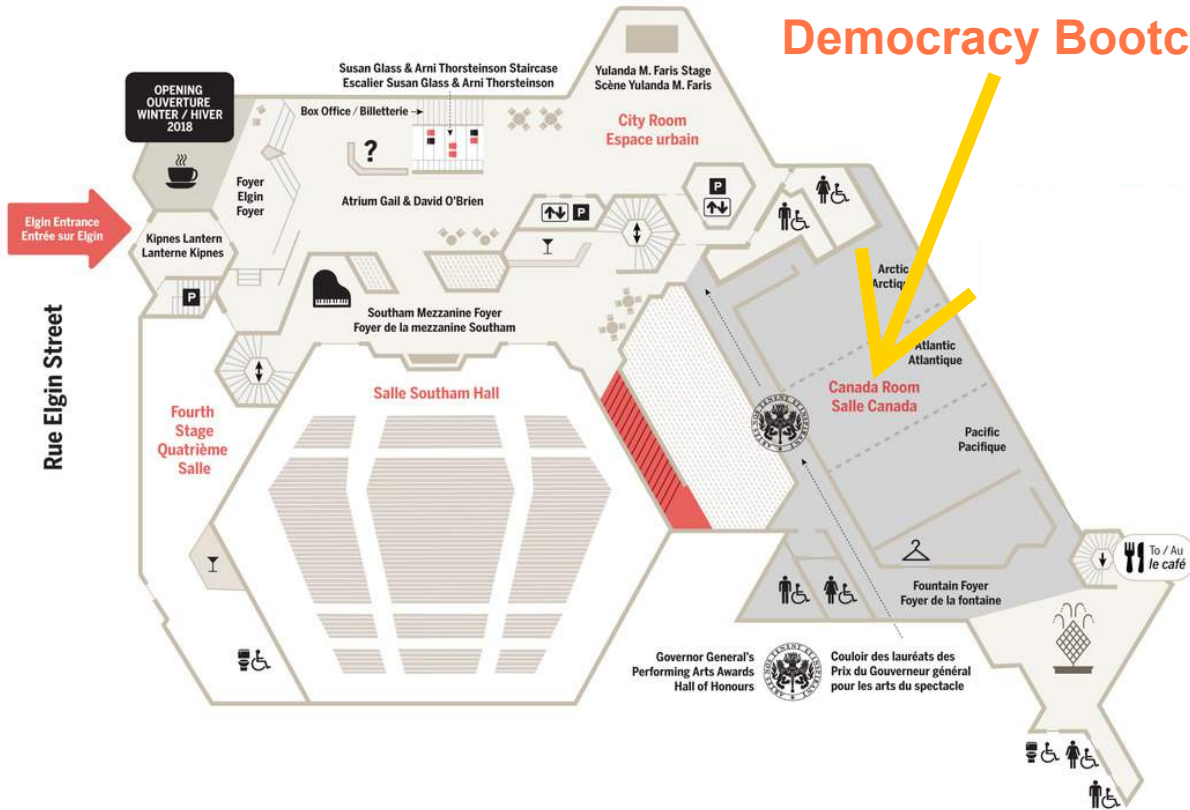 Democracy Bootc
Susan Glass & Arni Thorsteinson Staircase
Escalier Susan Glass & Arni Thorsteinson
Yulanda M. Faris Stage
Scène Yulanda M. Faris
OPENING
OUVERTURE
WINTER / HIVER
2018
Box Office / Billetterie
City Room
Espace urbain
?
P
Foyer
Elgin
Foyer
Atrium Gail & David O'Brien
P
Elgin Entrance
Entrée sur Elgin
Kipnes Lantern
Lanterne Kipnes
P
Arctic
Arctique
Southam Mezzanine Foyer
Foyer de la mezzanine Southam
Atlantic
Atlantique
Rue Elgin Street
Salle Southam Hall
Canada Room
Salle Canada
Fourth
Stage
Quatrième
Salle
Pacific
Pacifique
To / Au
le café
Fountain Foyer
Foyer de la fontaine
Governor General's
Performing Arts Awards
Hall of Honours
Couloir des lauréats des
Prix du Gouverneur général
pour les arts du spectacle